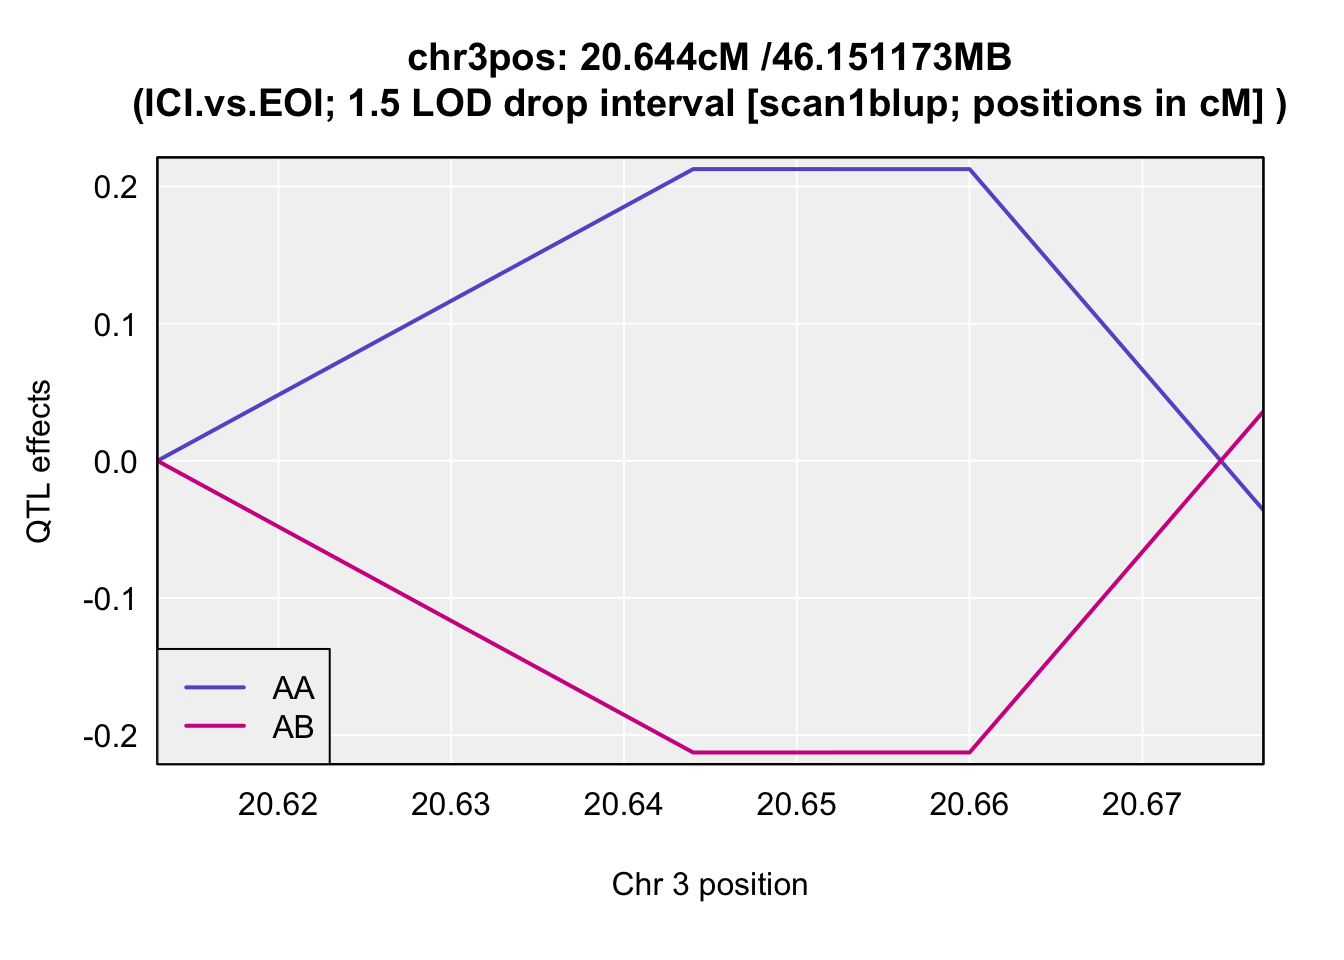 chr3pos: 20.644cM /46.151173MB
(ICI.vs.EOI; 1.5 LOD drop interval [scan1blup; positions in cM] )
0.2
0.1
0.0
-0.1
-0.2
QTL effects
AA
AB
20.62 20.63 20.64 20.65 20.66 20.67
Chr 3 position